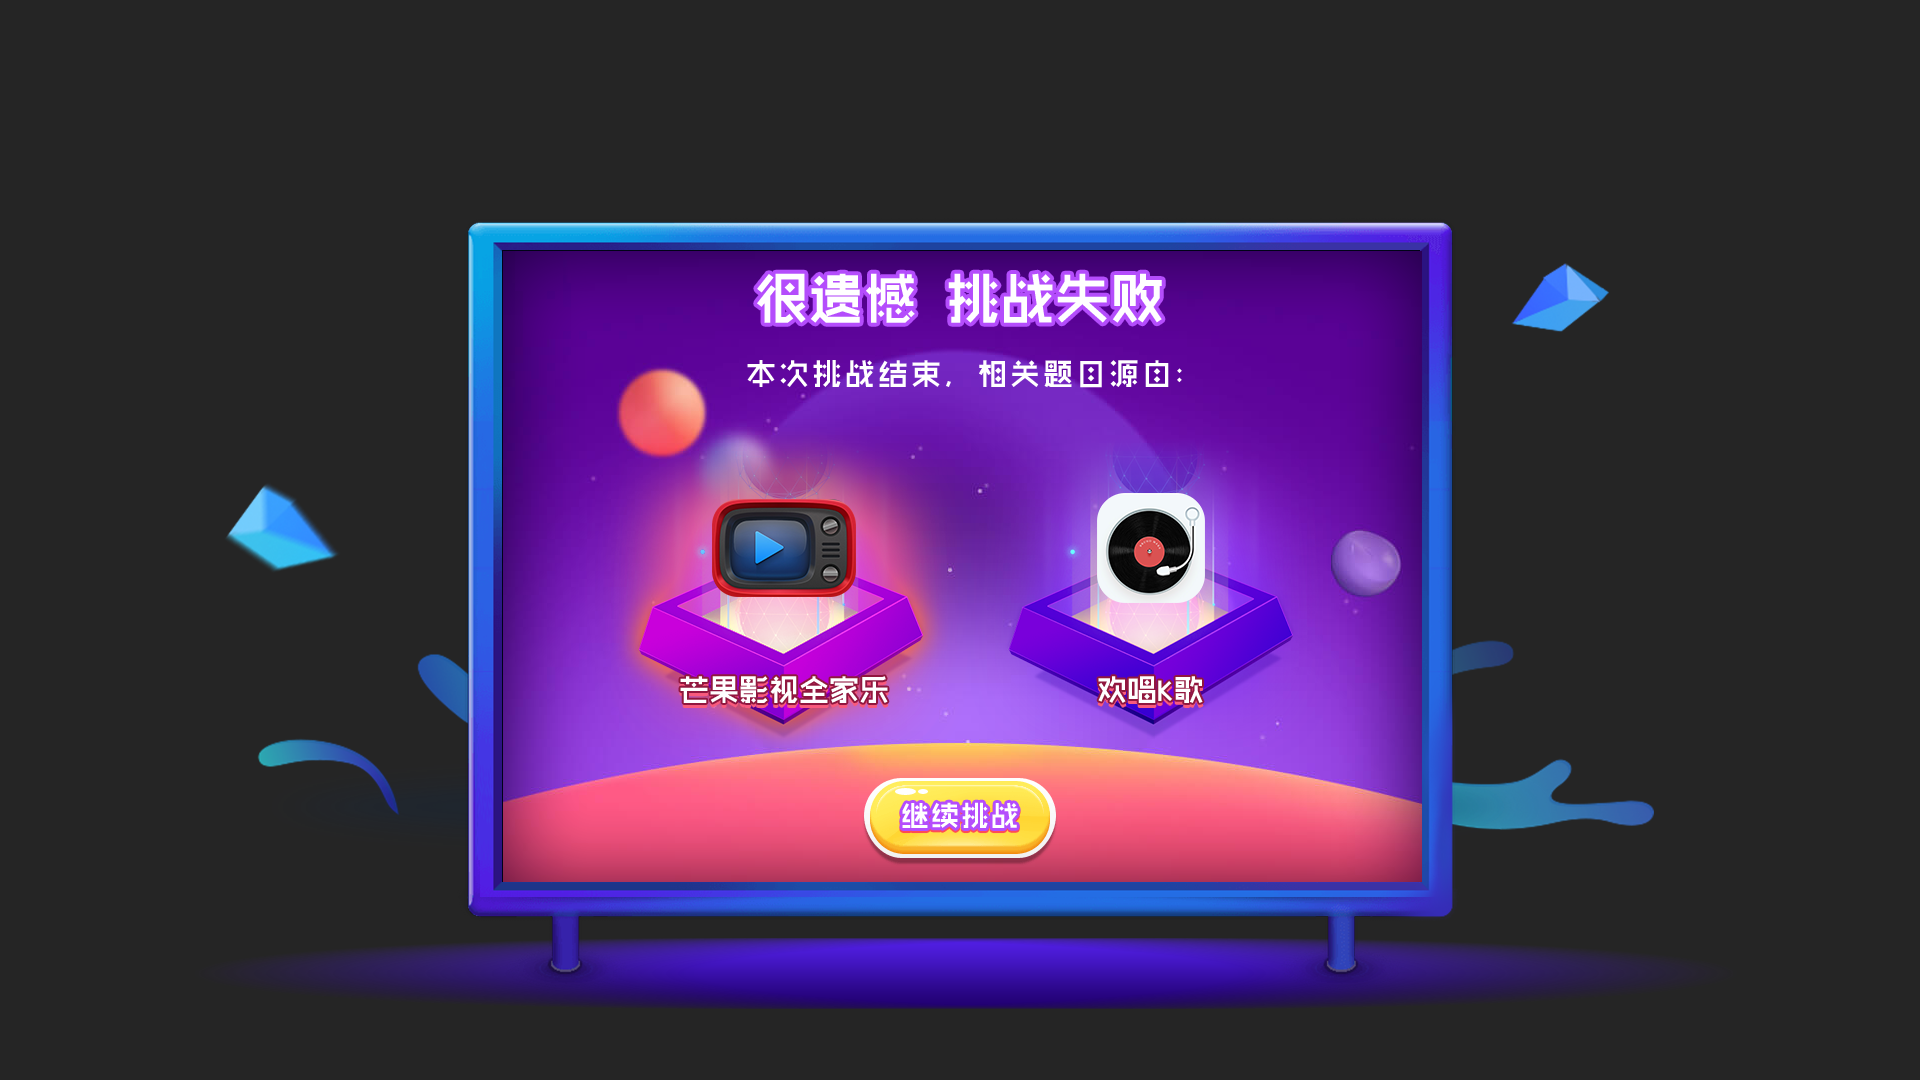 很遗憾 挑战失败
本次挑战结束，相关题目源自：
芒果影视全家乐
欢唱K歌
继续挑战